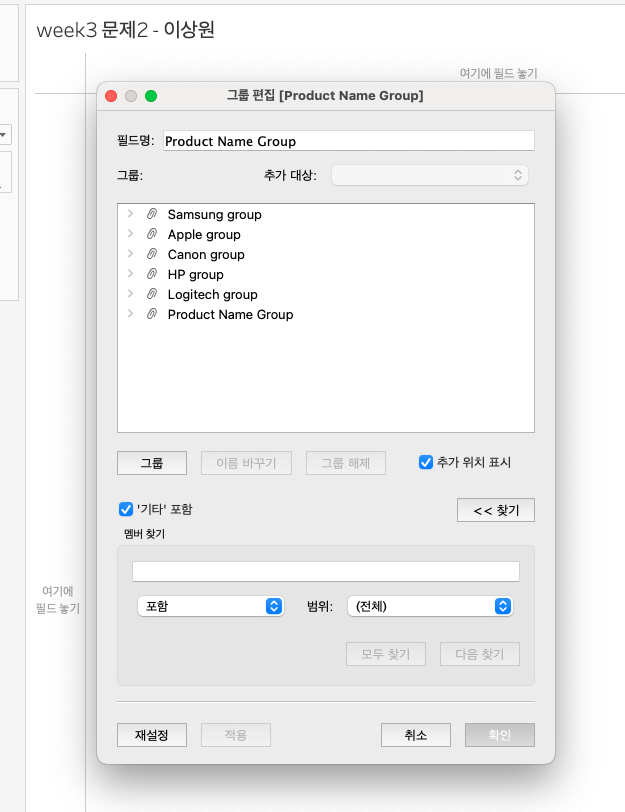 week3 문제2 - 이상원
여기에 필드 놓기
그룹 편집 [Product Name Group]
필드명: Product Name Group
그룹: 추가 대상:
Samsung group
Apple group
Canon group
HP group
Logitech group
Product Name Group
그룹 이름 바꾸기 그룹 해제 추가 위치 표시
'기타' 포함 << 찾기
멤버 찾기
포함 범위: (전체)
여기에
필드 놓기
모두 찾기 다음 찾기
재설정 적용 취소 확인